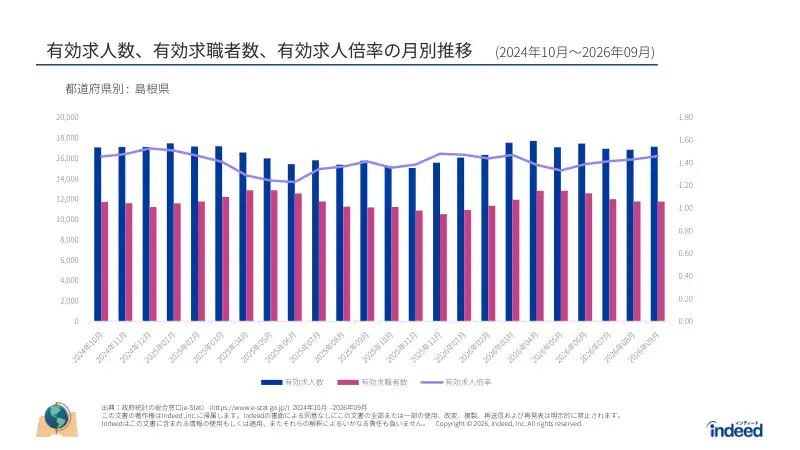 有効求人数、有効求職者数、有効求人倍率の月別推移 (2024年10月～2026年09月)
都道府県別 : 島根県
20,000
18,000
16,000
14,000
12,000
10,000
8,000
6,000
4,000
2,000
0
1.80
1.60
1.40
1.20
1.00
0.80
0.60
0.40
0.20
0.00
2024年10月
2024年11月
2024年12月
2025年01月
2025年02月
2025年03月
2025年04月
2025年05月
2025年06月
2025年07月
2025年08月
2025年09月
2025年10月
2025年11月
2025年12月
2026年01月
2026年02月
2026年03月
2026年04月
2026年05月
2026年06月
2026年07月
2026年08月
2026年09月
有効求人数 有効求職者数 有効求人倍率
出典：政府統計の総合窓口(e-Stat) (https://www.e-stat.go.jp/) 2024年10月 –2026年09月
この文書の著作権はIndeed ,inc.に帰属します。Indeedの書面による同意なしにこの文書の全部または一部の使用、改変、複製、再送信および再発表は明示的に禁止されます。
Indeedはこの文書に含まれる情報の使用もしくは適用、またそれらの解釈によるいかなる責任も負いません。 Copyright © 2026, Indeed, Inc. All rights reserved.
インディード
indeed